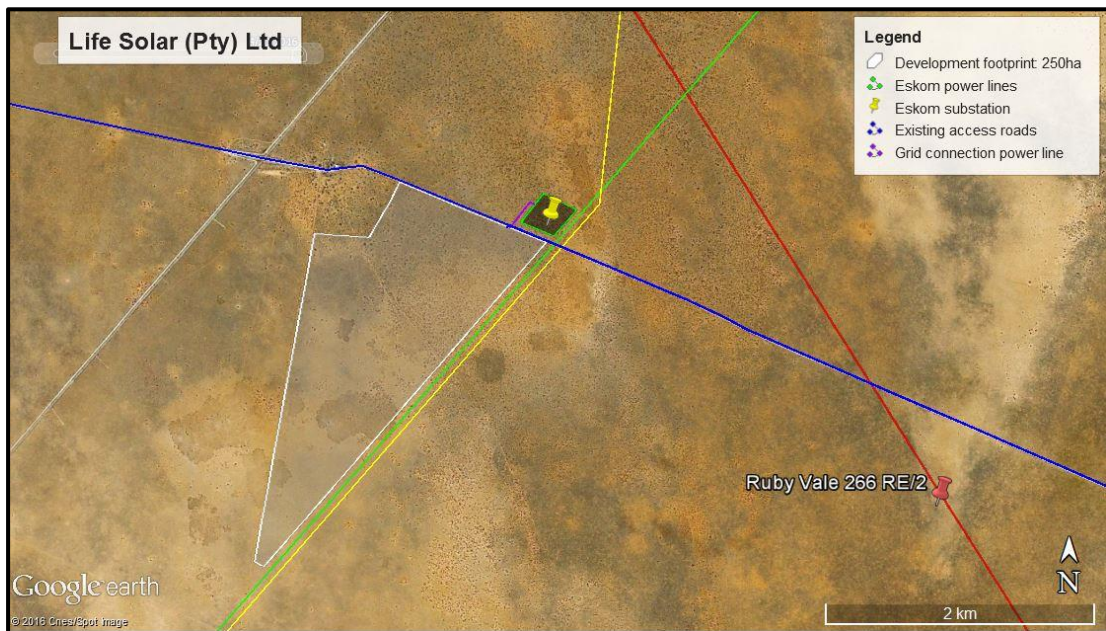 Life Solar (Pty) Ltd
Legend
Development footprint: 250ha
Eskom power lines
Eskom substation
Existing access roads
Grid connection power line
Ruby Vale 266 RE/2
N
Google earth
© 2016 Cnes/Spot Image
2 km